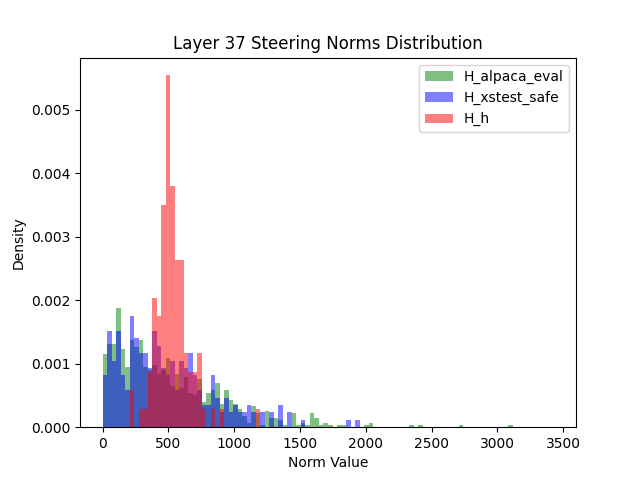 Layer 37 Steering Norms Distribution
H_alpaca_eval
H_xstest_safe
H_h
0.005
0.004
0.003
0.002
0.001
0.000
Density
0 500 1000 1500 2000 2500 3000 3500
Norm Value